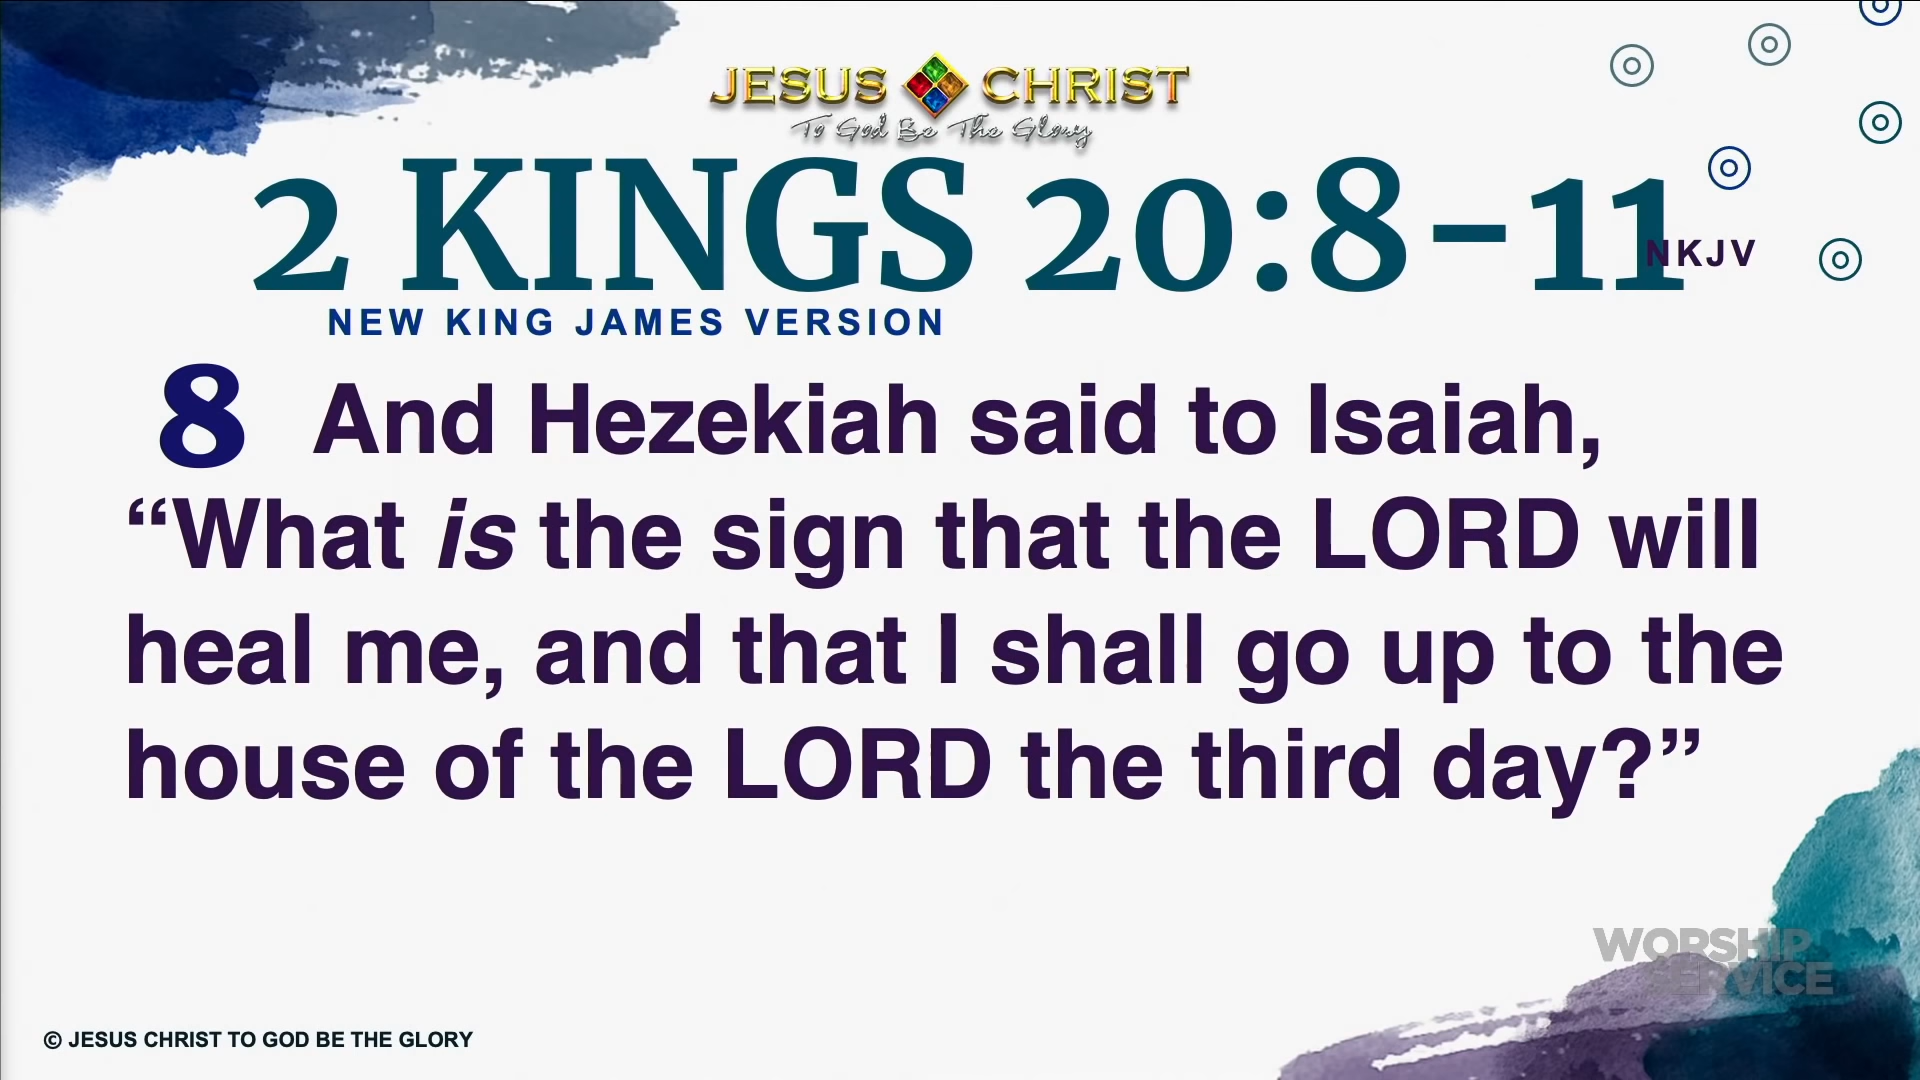 JESUS CHRIST
To God Be The Glory
2 KINGS 20:8-11
NKJV
NEW KING JAMES VERSION
8 And Hezekiah said to Isaiah,
“What is the sign that the LORD will
heal me, and that I shall go up to the
house of the LORD the third day?”
WORSHIP
SERVICE
© JESUS CHRIST TO GOD BE THE GLORY